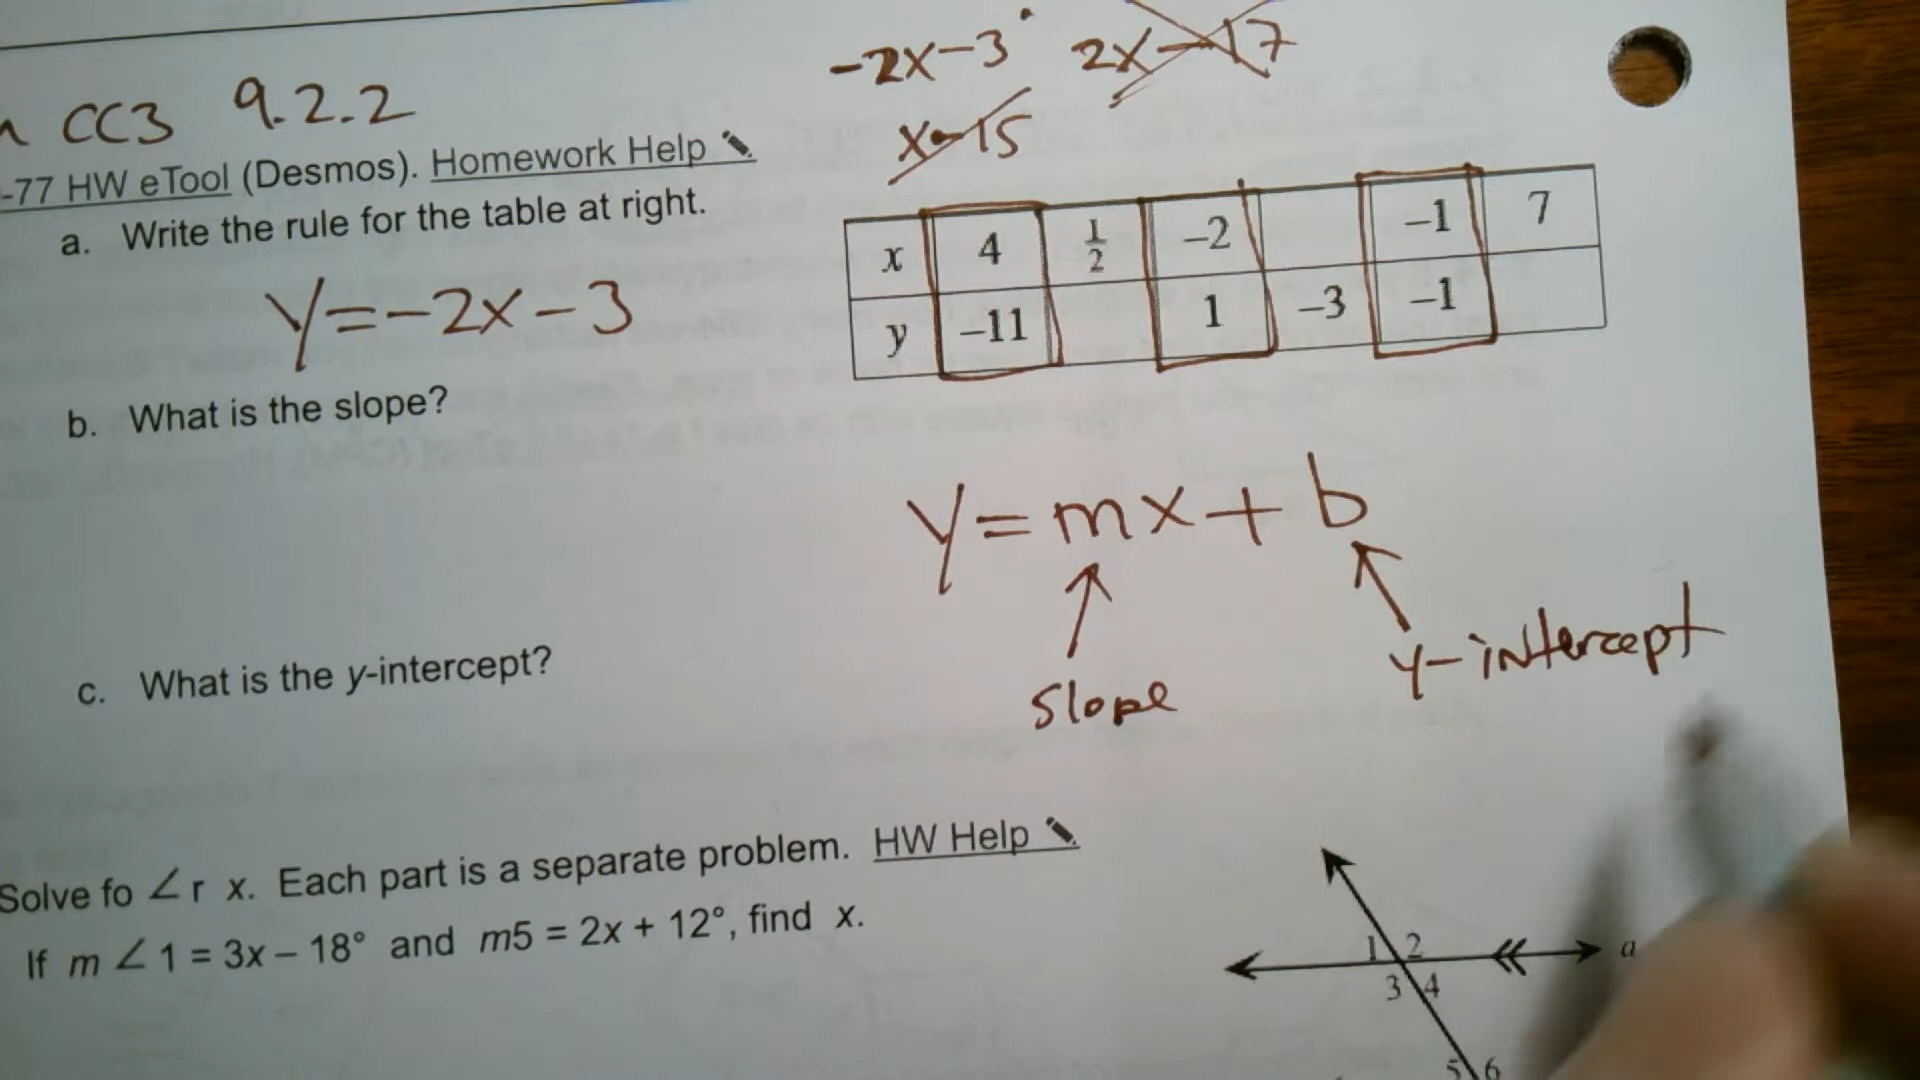 -2x-3 2x-17
CC3 9.2.2
x-15
-77 HW eTool (Desmos). Homework Help
a. Write the rule for the table at right.
x 4 1/2 -2 -1 7
y -11 1 -3 -1
y=-2x-3
b. What is the slope?
y=mx+b
slope
y-intercept
c. What is the y-intercept?
Solve fo ∠r x. Each part is a separate problem. HW Help
If m ∠1 = 3x – 18° and m5 = 2x + 12°, find x.
1 2 a
3 4
5 6